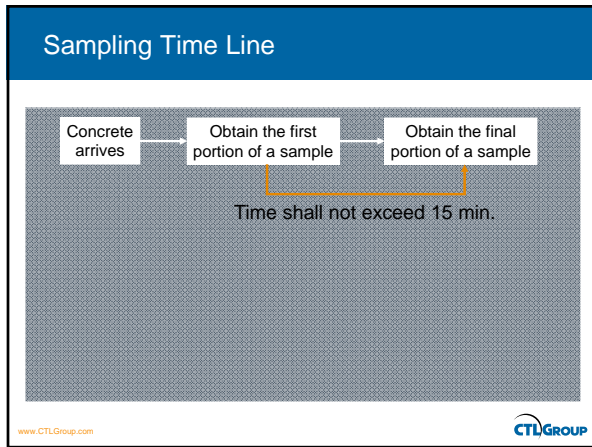 Sampling Time Line
Concrete
arrives
Obtain the first
portion of a sample
Obtain the final
portion of a sample
Time shall not exceed 15 min.
www.CTLGroup.com
CTLGROUP